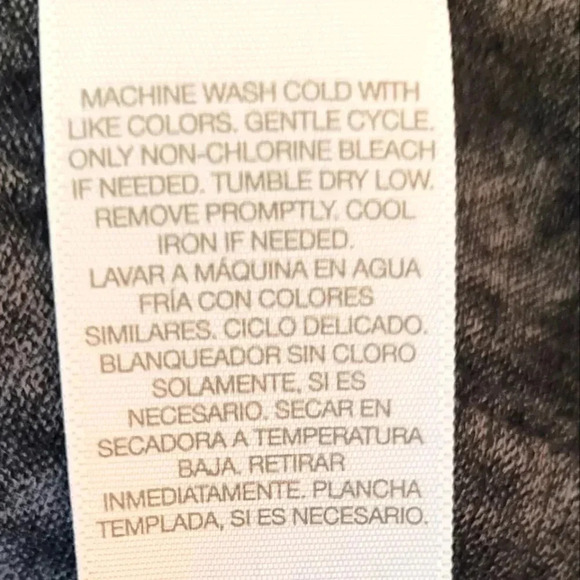 MACHINE WASH COLD WITH
LIKE COLORS. GENTLE CYCLE.
ONLY NON-CHLORINE BLEACH
IF NEEDED. TUMBLE DRY LOW.
REMOVE PROMPTLY. COOL
IRON IF NEEDED.
LAVAR A MÁQUINA EN AGUA
FRÍA CON COLORES
SIMILARES. CICLO DELICADO.
BLANQUEADOR SIN CLORO
SOLAMENTE, SI ES
NECESARIO. SECAR EN
SECADORA A TEMPERATURA
BAJA. RETIRAR
INMEDIATAMENTE. PLANCHA
TEMPLADA, SI ES NECESARIO.